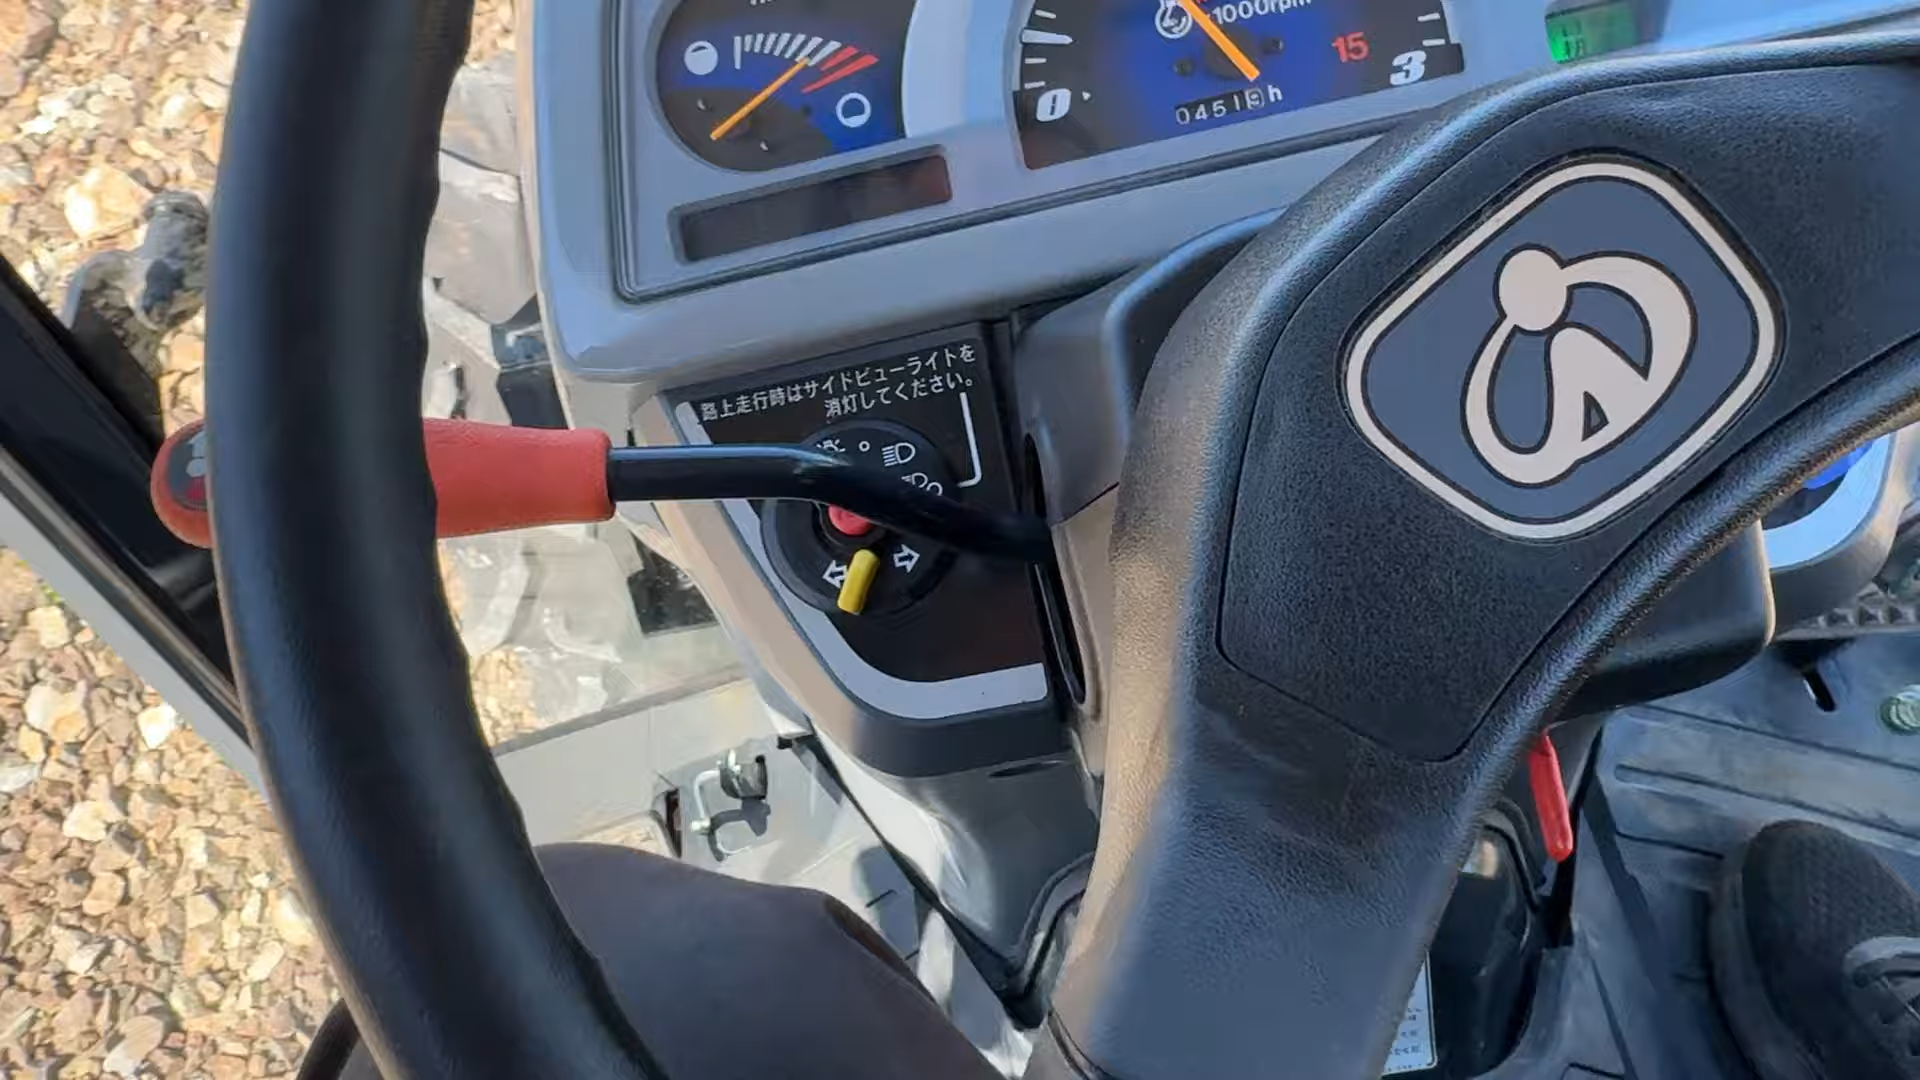 ×1000rpm
15
0
3
04519h
路上走行時はサイドビューライトを
消灯してください。